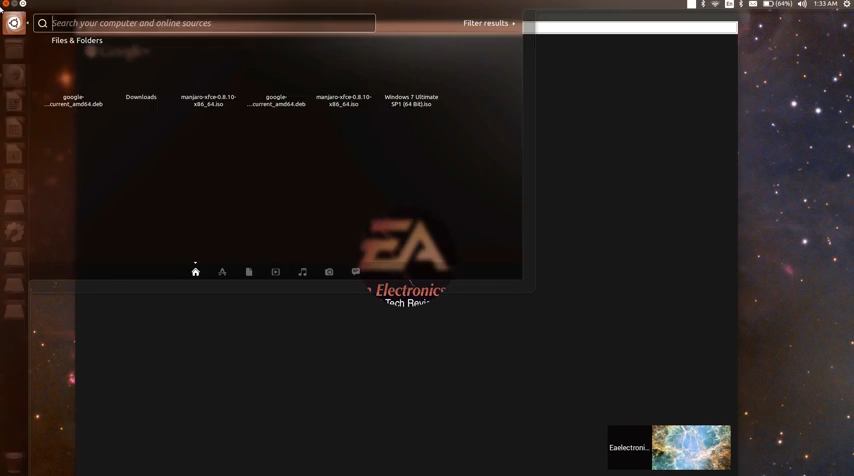 En
(64%)
1:33 AM
Search your computer and online sources
Filter results
Files & Folders
Google+
google-
...current_amd64.deb
Downloads
manjaro-xfce-0.8.10-
x86_64.iso
google-
...current_amd64.deb
manjaro-xfce-0.8.10-
x86_64.iso
Windows 7 Ultimate
SP1 (64 Bit).iso
EA
Electronics
Tech
Eaelectroni...